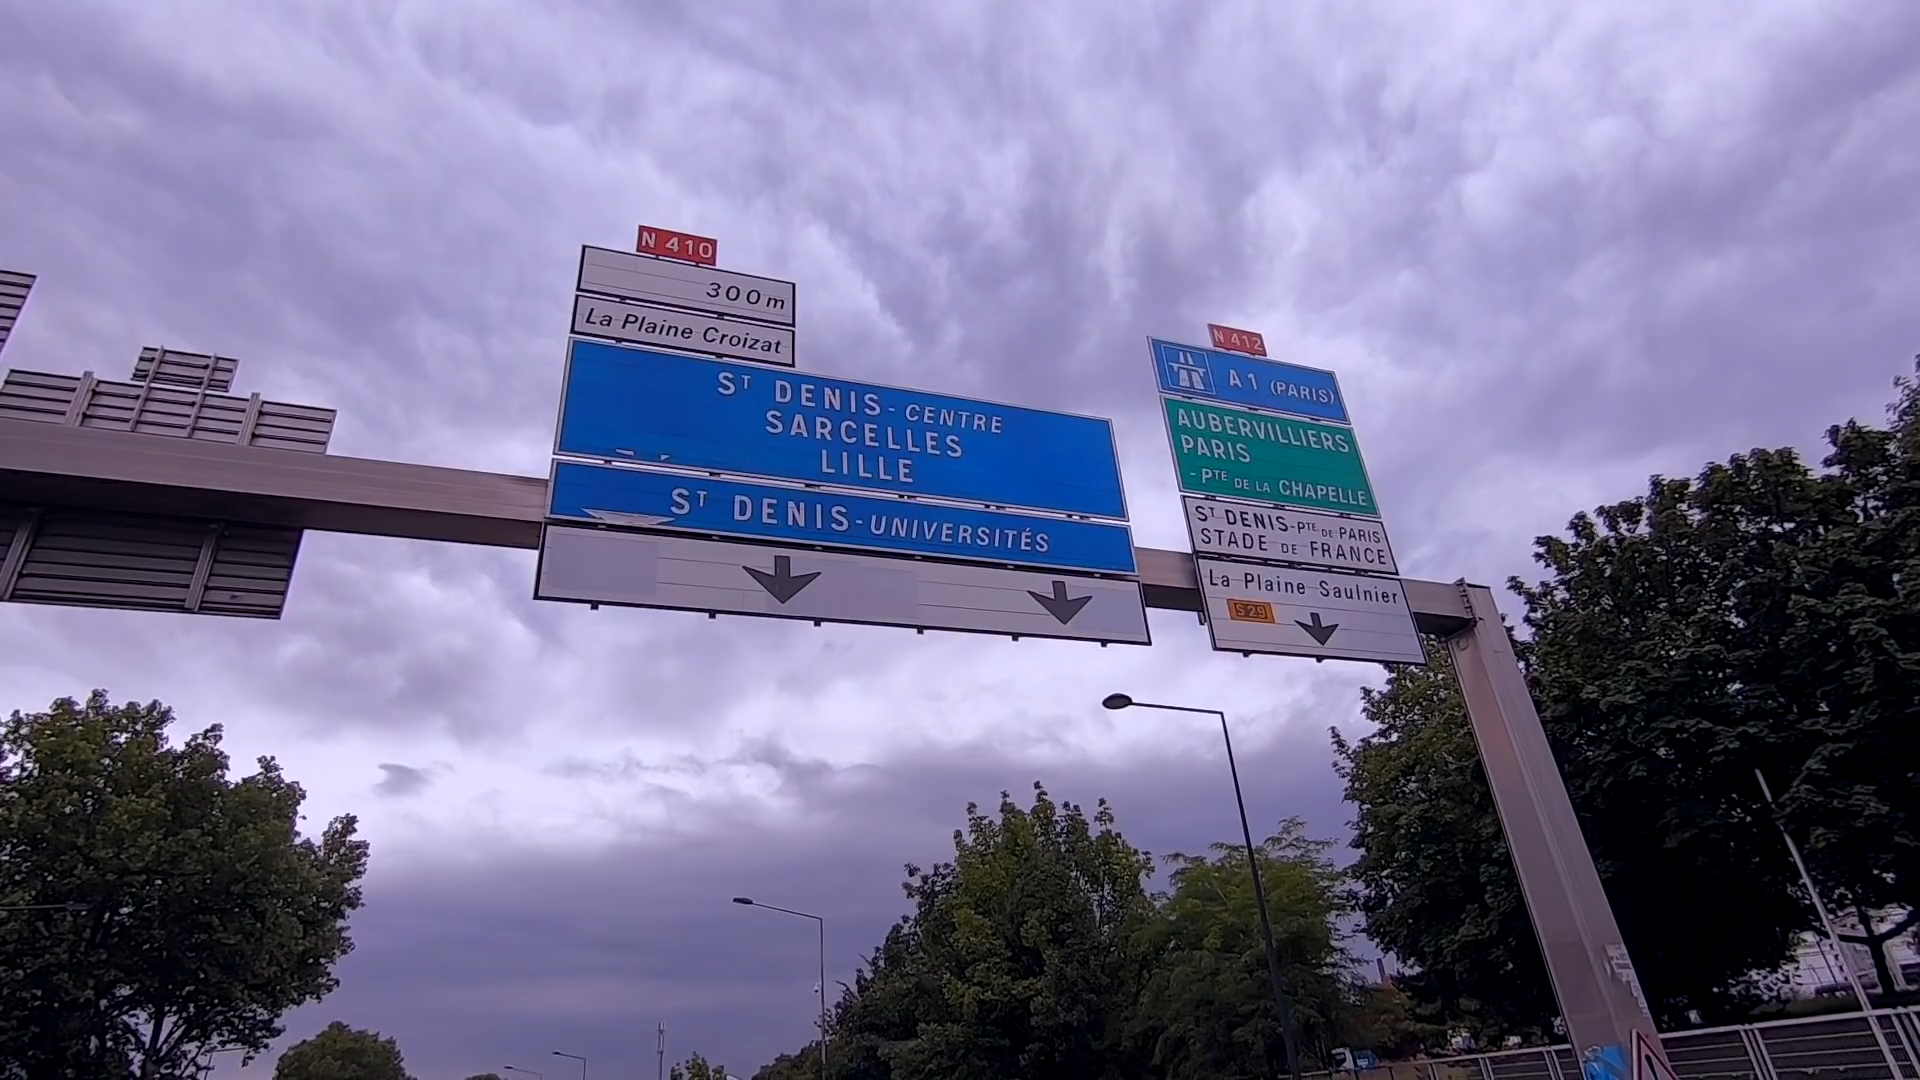 N 410
300m
La Plaine Croizat
ST DENIS-CENTRE
SARCELLES
LILLE
ST DENIS-UNIVERSITÉS
N 412
A1 (PARIS)
AUBERVILLIERS
PARIS
-PTE DE LA CHAPELLE
ST DENIS-PTE DE PARIS
STADE DE FRANCE
La Plaine Saulnier
S29